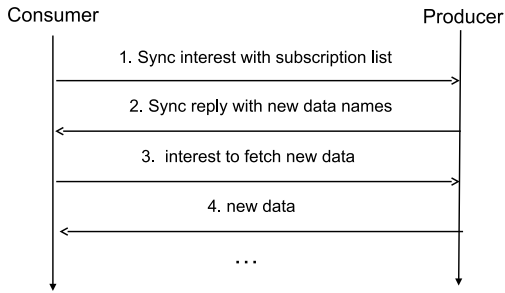 Consumer
Producer
1. Sync interest with subscription list
2. Sync reply with new data names
3. interest to fetch new data
4. new data
...